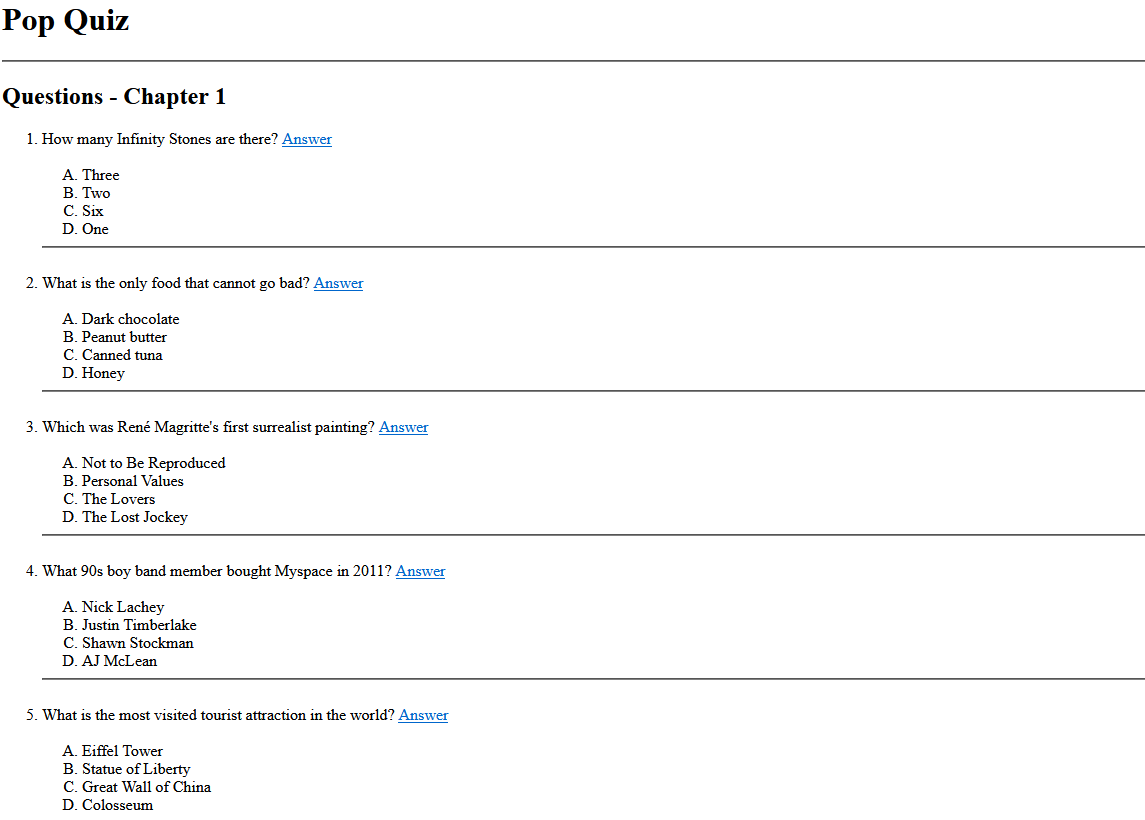 Pop Quiz
Questions - Chapter 1
1. How many Infinity Stones are there? Answer
A. Three
B. Two
C. Six
D. One
2. What is the only food that cannot go bad? Answer
A. Dark chocolate
B. Peanut butter
C. Canned tuna
D. Honey
3. Which was René Magritte's first surrealist painting? Answer
A. Not to Be Reproduced
B. Personal Values
C. The Lovers
D. The Lost Jockey
4. What 90s boy band member bought Myspace in 2011? Answer
A. Nick Lachey
B. Justin Timberlake
C. Shawn Stockman
D. AJ McLean
5. What is the most visited tourist attraction in the world? Answer
A. Eiffel Tower
B. Statue of Liberty
C. Great Wall of China
D. Colosseum